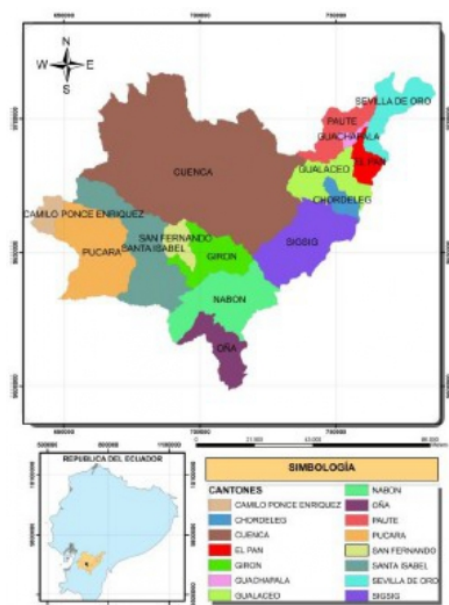 N
W E
S
SEVILLA DE ORO
PAUTE
GUACHAPALA
EL PAN
GUALACEO
CUENCA
CHORDELEG
CAMILO PONCE ENRIQUEZ
SAN FERNANDO
SANTA ISABEL
SIGSIG
PUCARA
GIRON
NABON
OÑA
REPUBLICA DEL ECUADOR
SIMBOLOGÍA
CANTONES
CAMILO PONCE ENRIQUEZ
CHORDELEG
CUENCA
EL PAN
GIRON
GUACHAPALA
GUALACEO
NABON
OÑA
PAUTE
PUCARA
SAN FERNANDO
SANTA ISABEL
SEVILLA DE ORO
SIGSIG